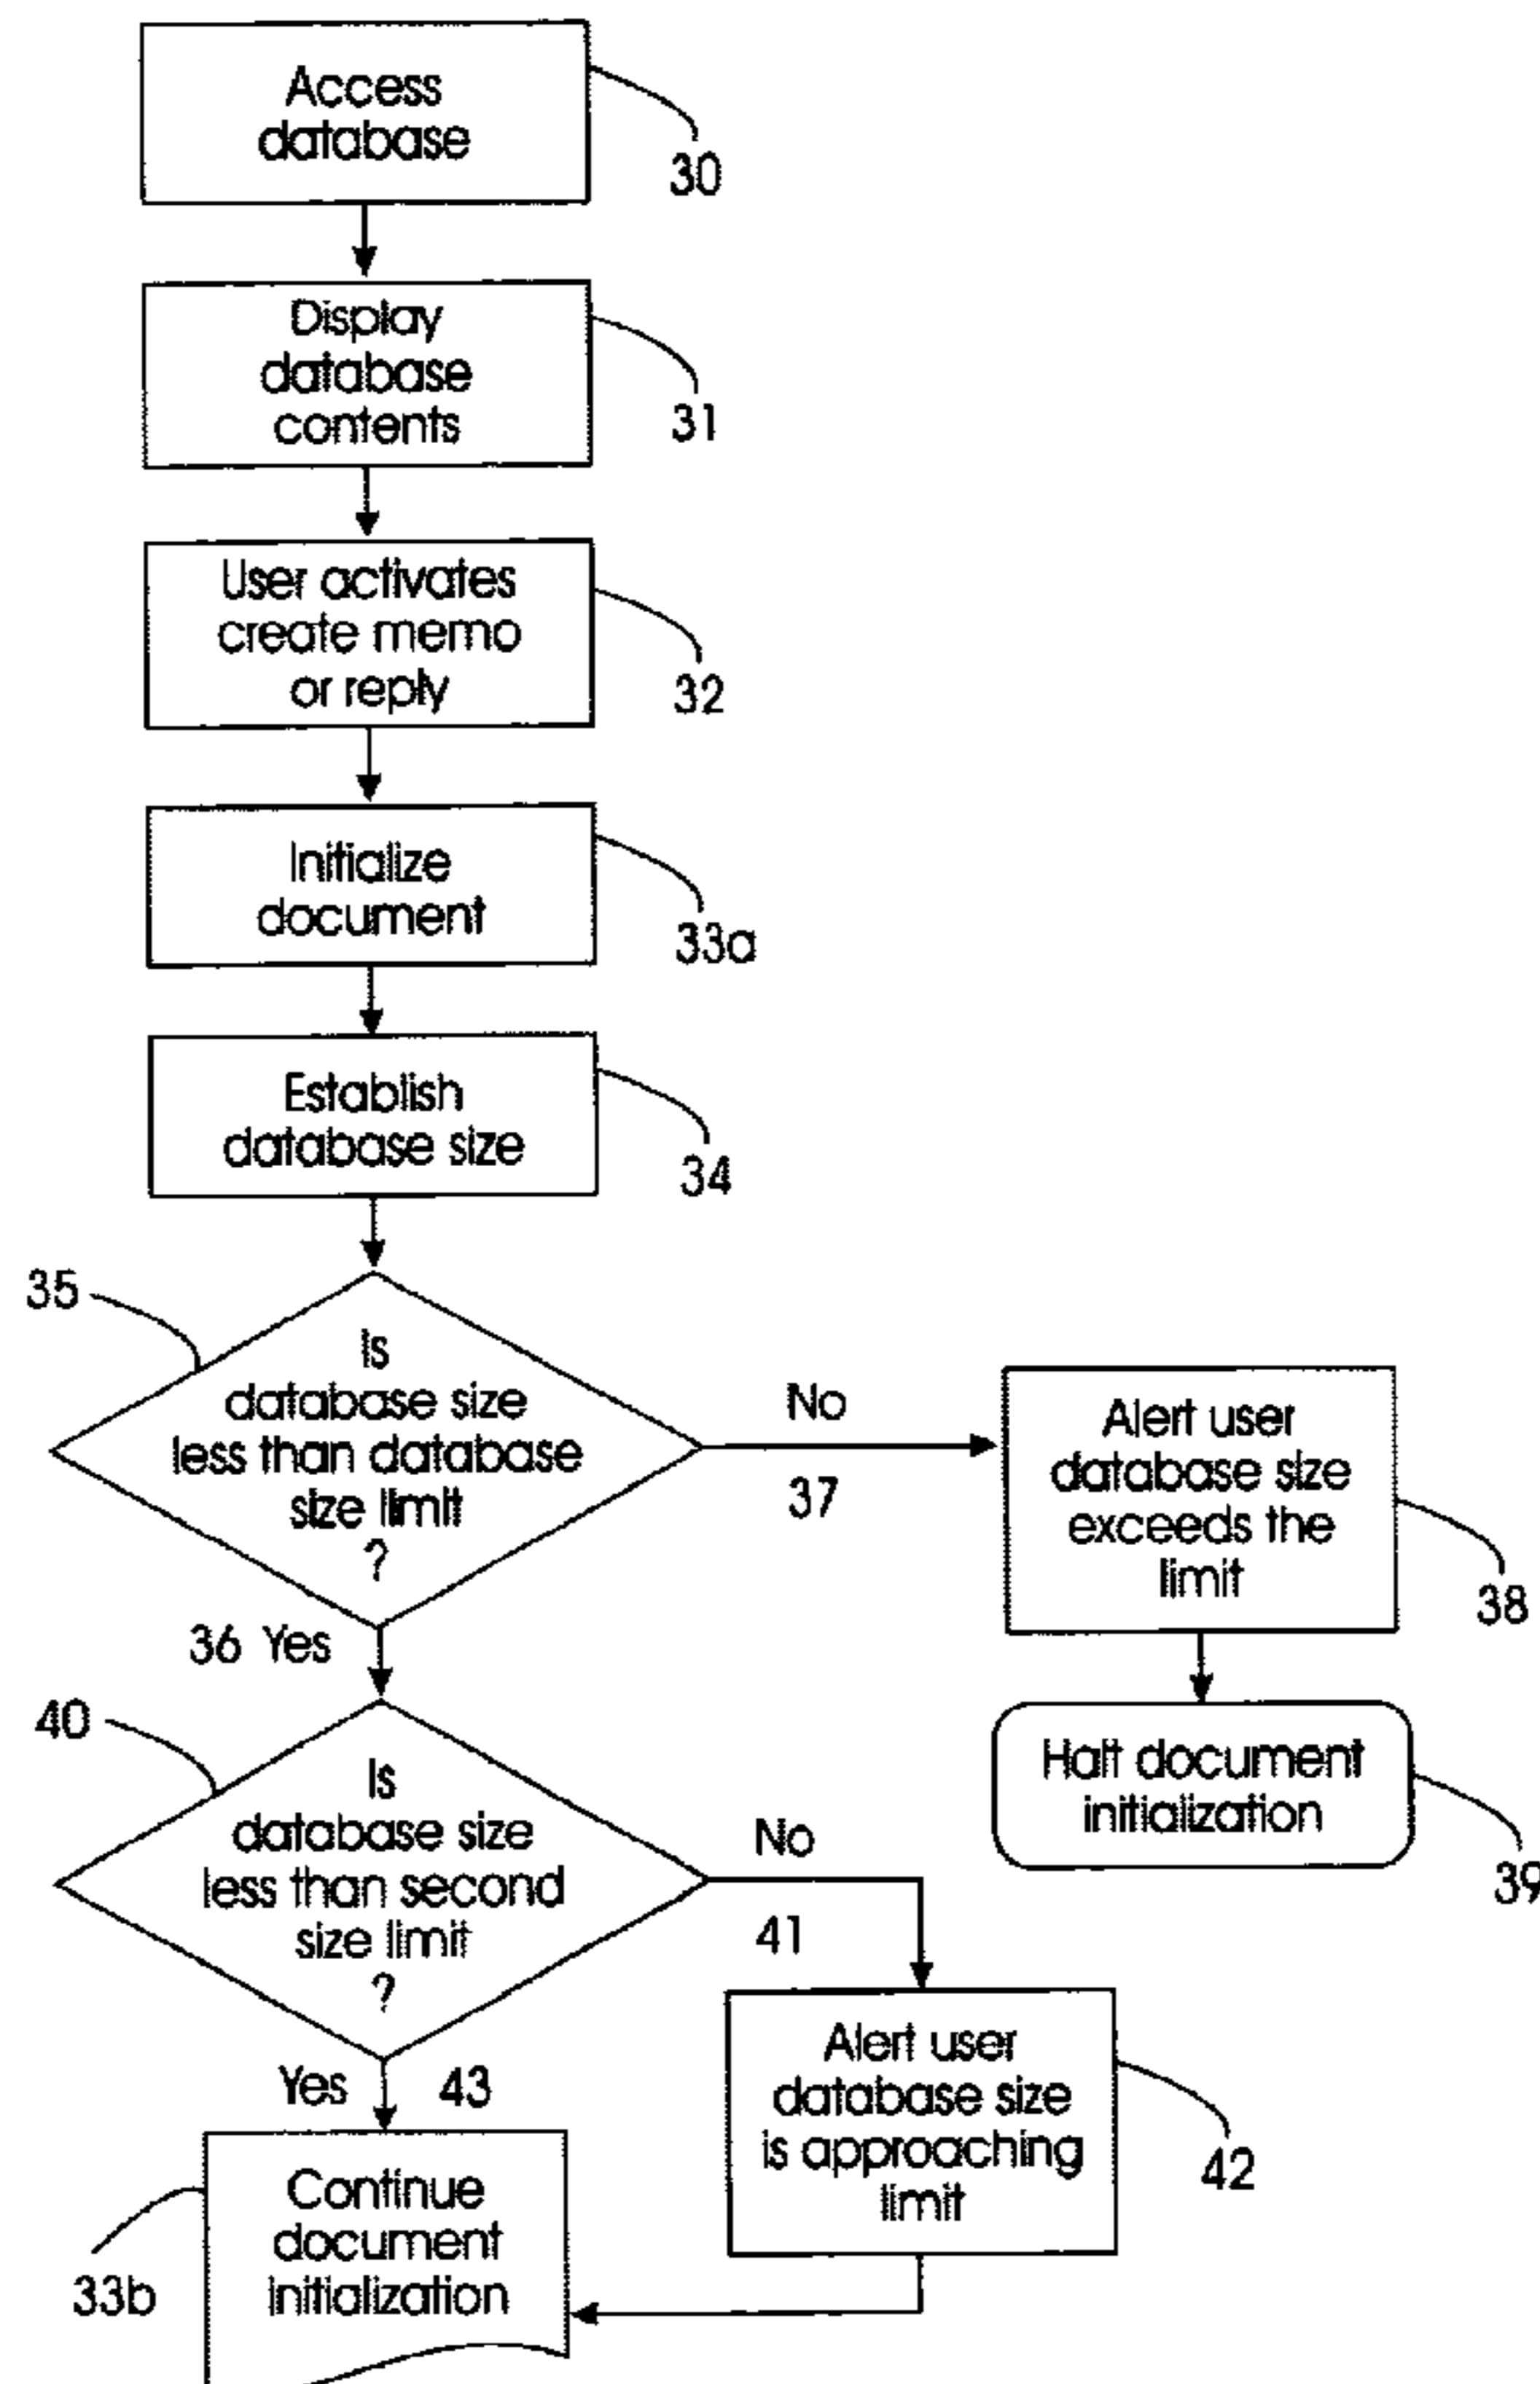 Access
database
30
Display
database
contents
31
User activates
create memo
or reply
32
Initialize
document
33a
Establish
database size
34
35
Is
database size
less than database
size limit
?
No
37
Alert user
database size
exceeds the
limit
38
36 Yes
Halt document
initialization
39
40
Is
database size
less than second
size limit
?
No
41
Alert user
database size
is approaching
limit
42
Yes 43
Continue
document
initialization
33b